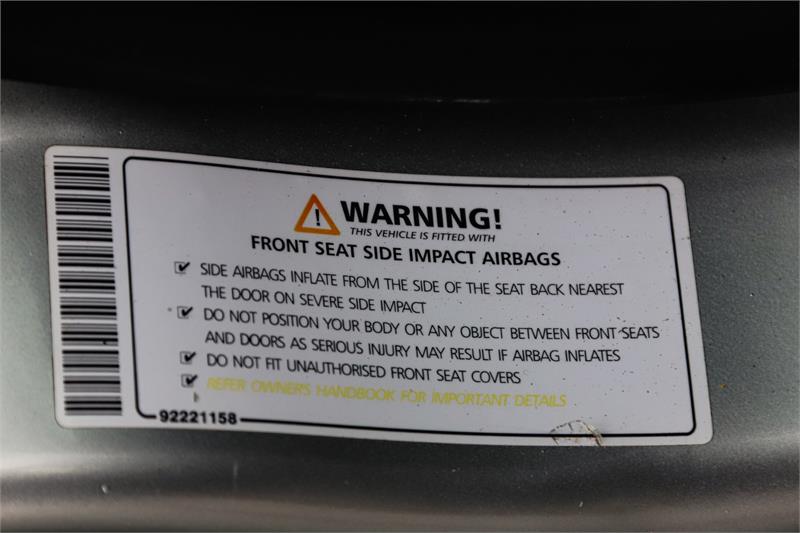 WARNING!
THIS VEHICLE IS FITTED WITH
FRONT SEAT SIDE IMPACT AIRBAGS
SIDE AIRBAGS INFLATE FROM THE SIDE OF THE SEAT BACK NEAREST
THE DOOR ON SEVERE SIDE IMPACT
DO NOT POSITION YOUR BODY OR ANY OBJECT BETWEEN FRONT SEATS
AND DOORS AS SERIOUS INJURY MAY RESULT IF AIRBAG INFLATES
DO NOT FIT UNAUTHORISED FRONT SEAT COVERS
REFER OWNER'S HANDBOOK FOR IMPORTANT DETAILS
92221158